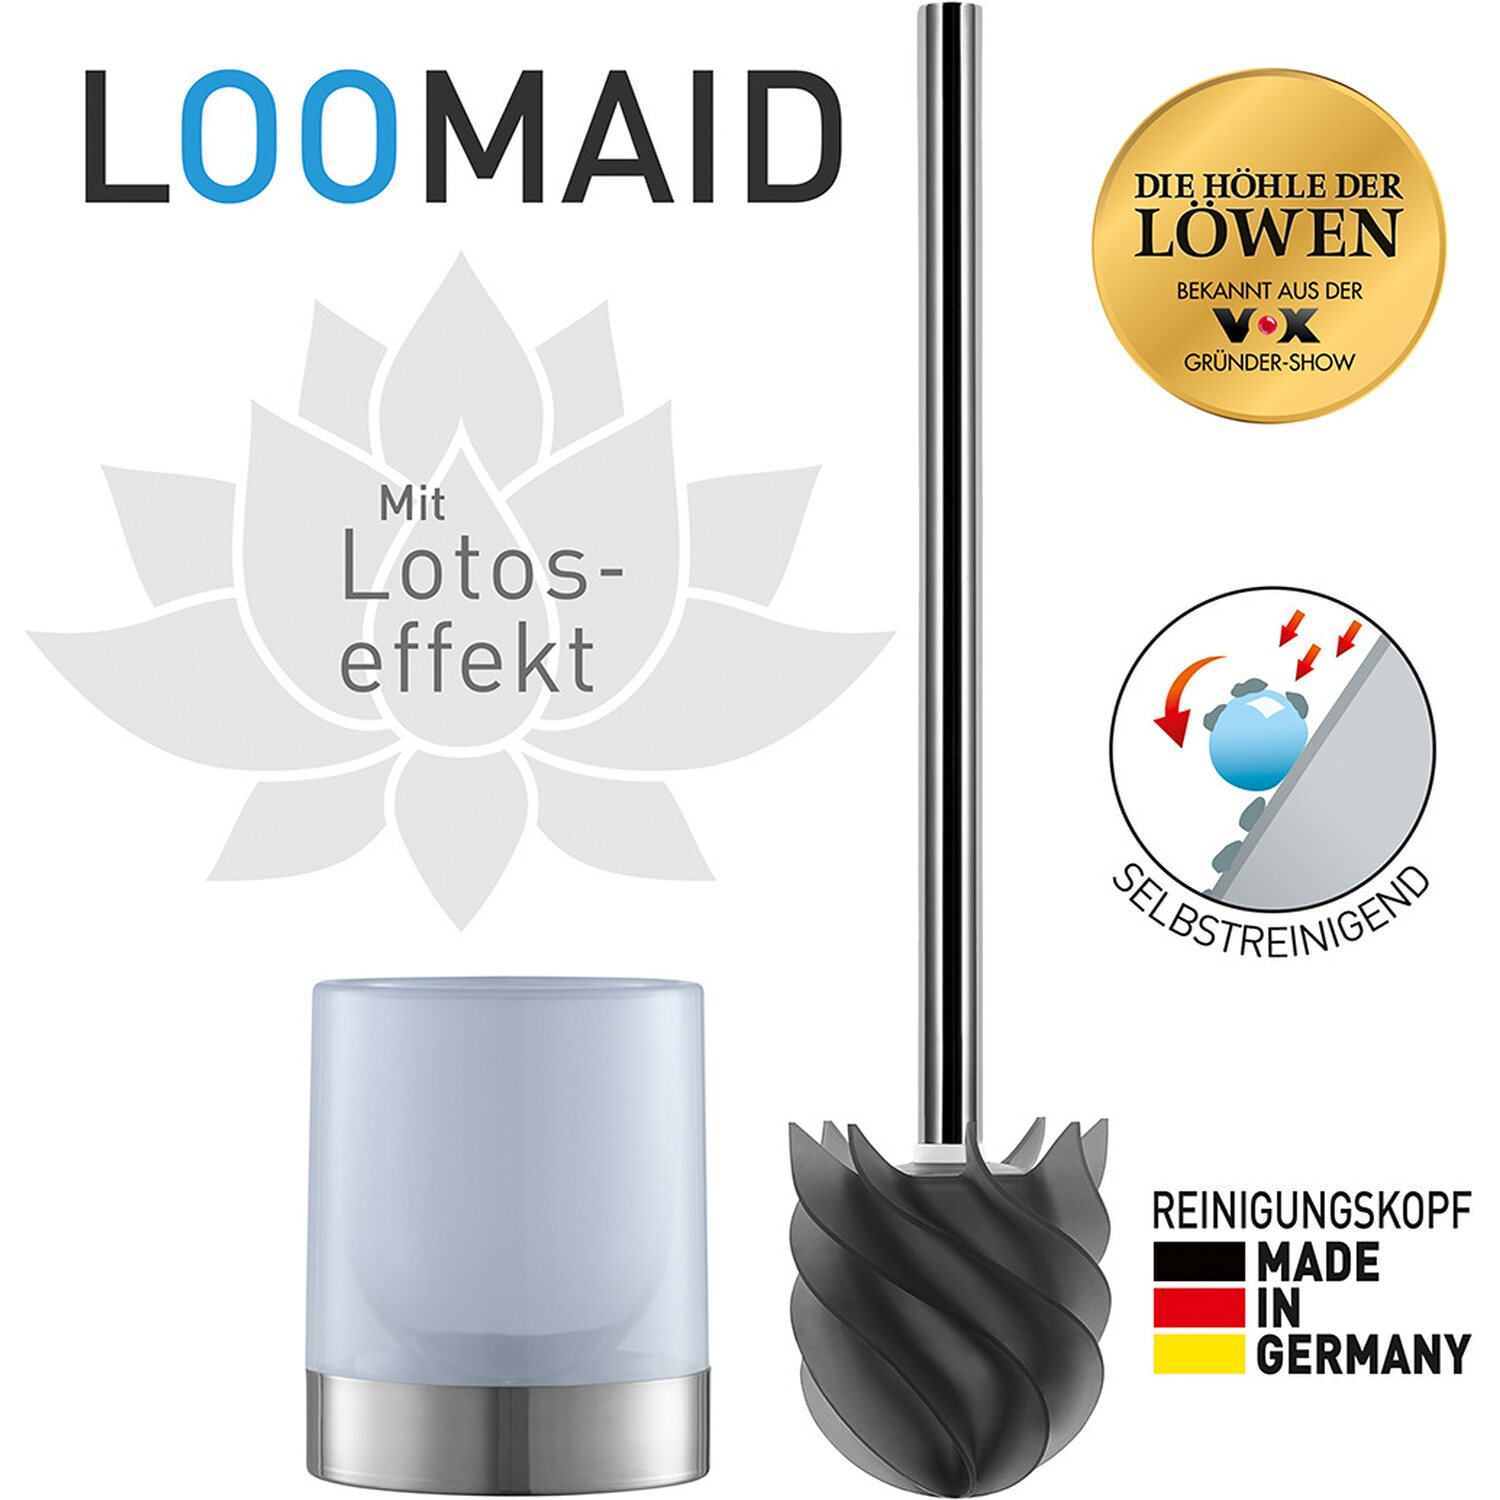 LOOMAID
Mit
Lotos-
effekt
DIE HÖHLE DER
LÖWEN
BEKANNT AUS DER
VOX
GRÜNDER-SHOW
SELBSTREINIGEND
REINIGUNGSKOPF
MADE
IN
GERMANY